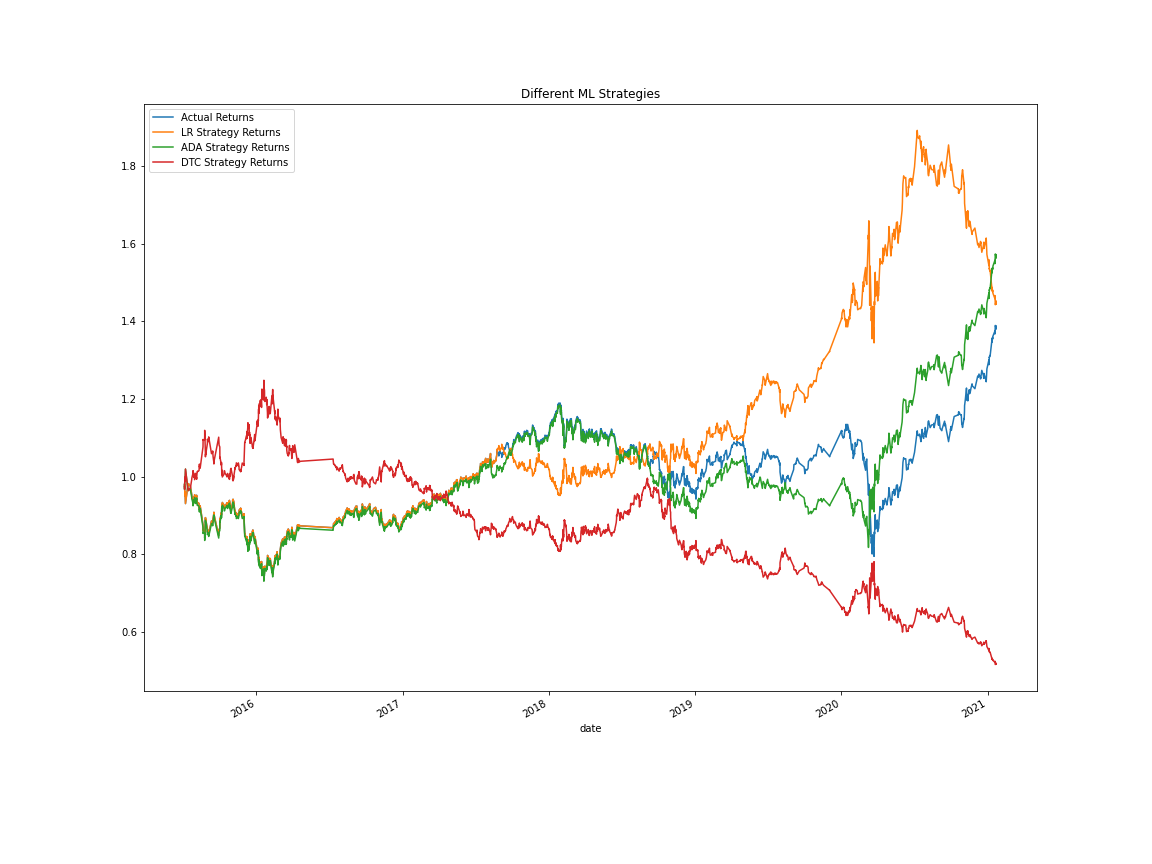 Different ML Strategies
Actual Returns
LR Strategy Returns
ADA Strategy Returns
DTC Strategy Returns
1.8
1.6
1.4
1.2
1.0
0.8
0.6
2016
2017
2018
2019
2020
2021
date